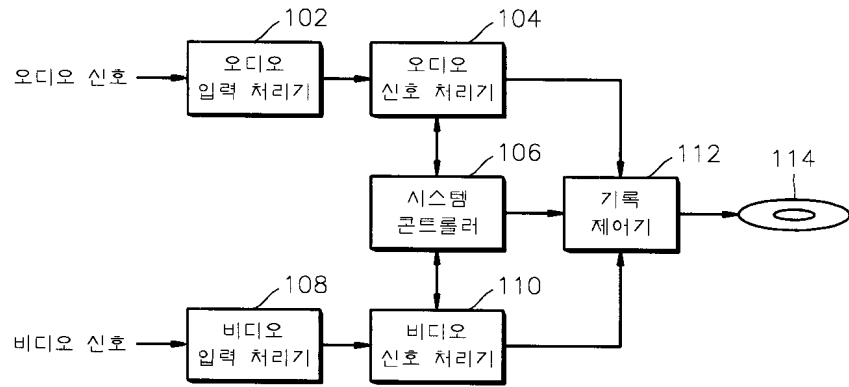 102
104
오디오 신호
오디오
입력 처리기
오디오
신호 처리기
106
112
114
시스템
콘트롤러
기록
제어기
108
110
비디오 신호
비디오
입력 처리기
비디오
신호 처리기